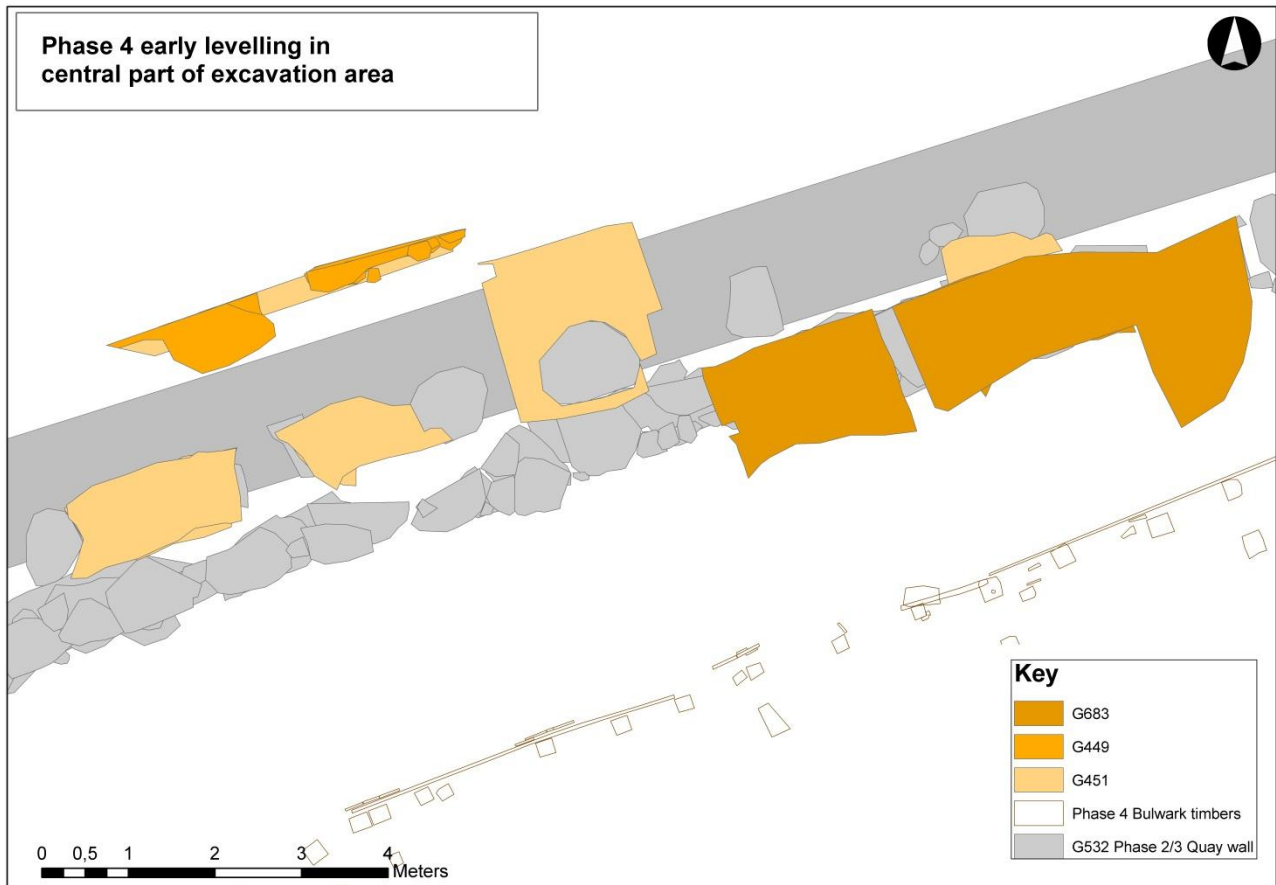 Phase 4 early levelling in
central part of excavation area
Key
G683
G449
G451
Phase 4 Bulwark timbers
G532 Phase 2/3 Quay wall
0 0,5 1 2 3 4
Meters